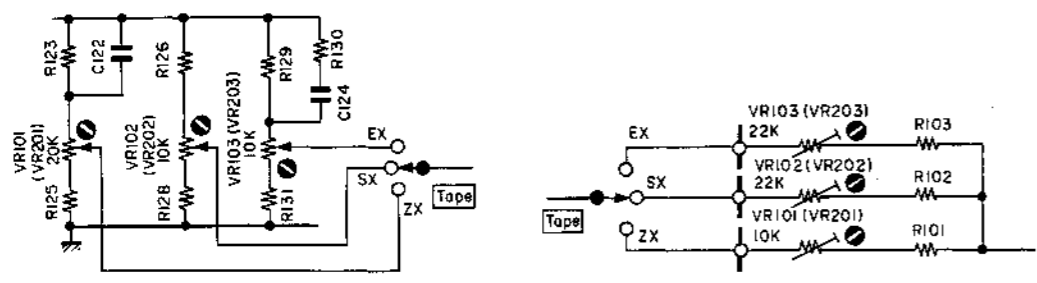 R123
C122
R126
R129
R130
C124
VR101
(VR201)
20K
VR102
(VR202)
10K
VR103 (VR203)
10K
R125
R128
R131
EX
SX
ZX
Tape
EX
SX
ZX
Tape
VR103 (VR203)
22K
R103
VR102 (VR202)
22K
R102
VR101 (VR201)
10K
R101